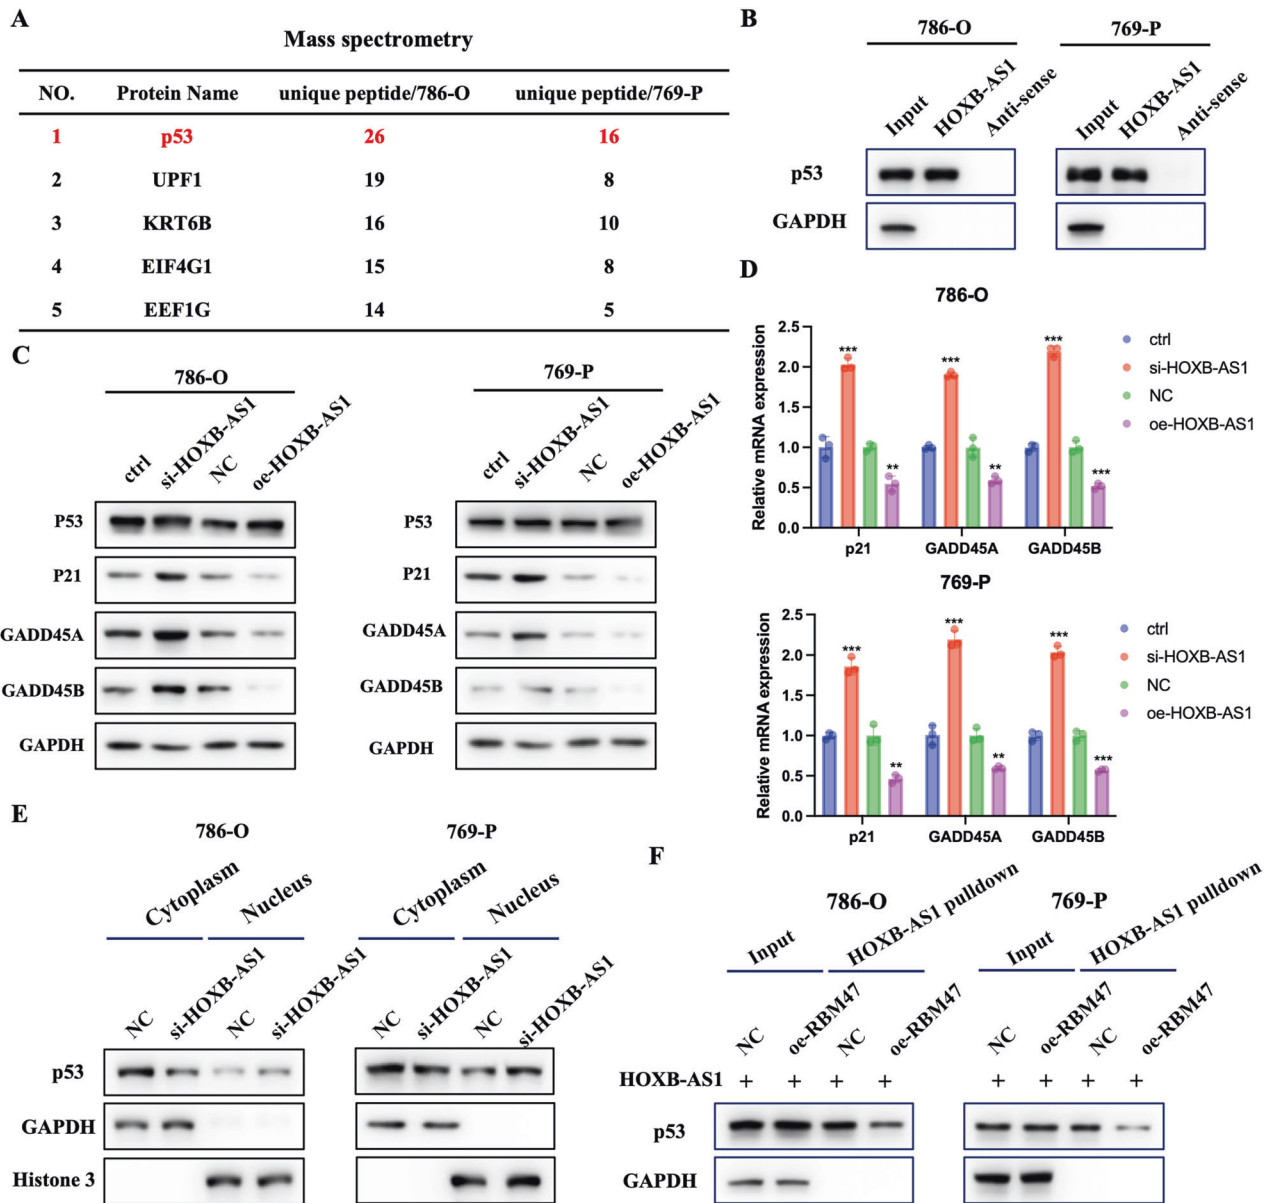 A
Mass spectrometry
NO. Protein Name unique peptide/786-O unique peptide/769-P
1 p53 26 16
2 UPF1 19 8
3 KRT6B 16 10
4 EIF4G1 15 8
5 EEF1G 14 5
B
786-O 769-P
Input HOXB-AS1 Anti-sense Input HOXB-AS1 Anti-sense
p53
GAPDH
C
786-O 769-P
ctrl si-HOXB-AS1 NC oe-HOXB-AS1 ctrl si-HOXB-AS1 NC oe-HOXB-AS1
P53 P53
P21 P21
GADD45A GADD45A
GADD45B GADD45B
GAPDH GAPDH
D
786-O
Relative mRNA expression
2.5
2.0
1.5
1.0
0.5
0.0
*** *** ***
** ** ***
p21 GADD45A GADD45B
ctrl
si-HOXB-AS1
NC
oe-HOXB-AS1
769-P
Relative mRNA expression
2.5
2.0
1.5
1.0
0.5
0.0
*** *** ***
** ** ***
p21 GADD45A GADD45B
ctrl
si-HOXB-AS1
NC
oe-HOXB-AS1
E
786-O 769-P
Cytoplasm Nucleus Cytoplasm Nucleus
NC si-HOXB-AS1 NC si-HOXB-AS1 NC si-HOXB-AS1 NC si-HOXB-AS1
p53
GAPDH
Histone 3
F
786-O 769-P
Input HOXB-AS1 pulldown Input HOXB-AS1 pulldown
NC oe-RBM47 NC oe-RBM47 NC oe-RBM47 NC oe-RBM47
HOXB-AS1 + + + + + + + +
p53
GAPDH